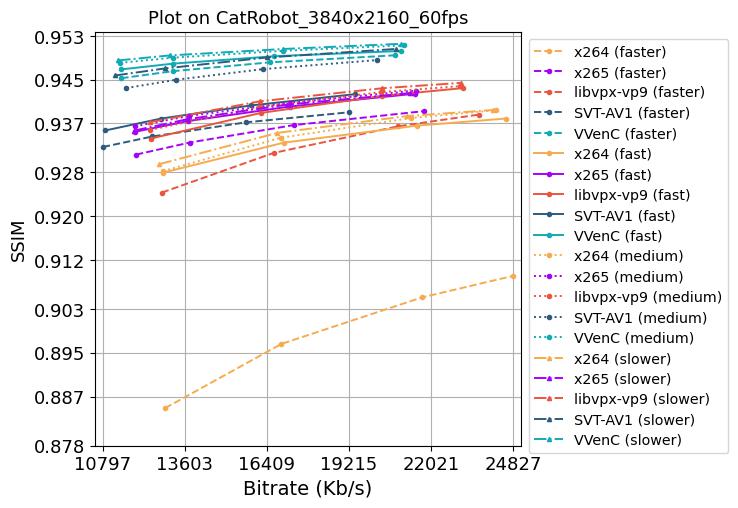 Plot on CatRobot_3840x2160_60fps
0.953
0.945
0.937
0.928
0.920
0.912
0.903
0.895
0.887
0.878
SSIM
10797 13603 16409 19215 22021 24827
Bitrate (Kb/s)
x264 (faster)
x265 (faster)
libvpx-vp9 (faster)
SVT-AV1 (faster)
VVenC (faster)
x264 (fast)
x265 (fast)
libvpx-vp9 (fast)
SVT-AV1 (fast)
VVenC (fast)
x264 (medium)
x265 (medium)
libvpx-vp9 (medium)
SVT-AV1 (medium)
VVenC (medium)
x264 (slower)
x265 (slower)
libvpx-vp9 (slower)
SVT-AV1 (slower)
VVenC (slower)